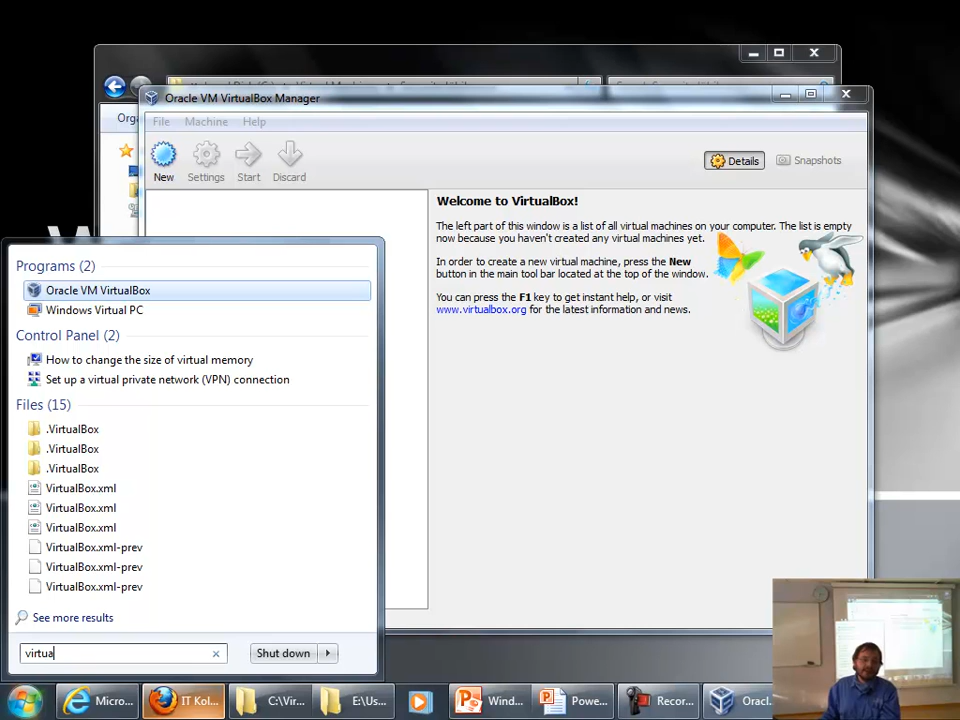 Oracle VM VirtualBox Manager
Orga
File Machine Help
New Settings Start Discard
Details Snapshots
Welcome to VirtualBox!
The left part of this window is a list of all virtual machines on your computer. The list is empty
now because you haven't created any virtual machines yet.
In order to create a new virtual machine, press the New
button in the main tool bar located at the top of the window.
You can press the F1 key to get instant help, or visit
www.virtualbox.org for the latest information and news.
Programs (2)
Oracle VM VirtualBox
Windows Virtual PC
Control Panel (2)
How to change the size of virtual memory
Set up a virtual private network (VPN) connection
Files (15)
.VirtualBox
.VirtualBox
.VirtualBox
VirtualBox.xml
VirtualBox.xml
VirtualBox.xml
VirtualBox.xml-prev
VirtualBox.xml-prev
VirtualBox.xml-prev
See more results
virtua
Shut down
Micro... IT Kol... C:\Vir... E:\Us... Wind... Powe... Recor... Oracl...